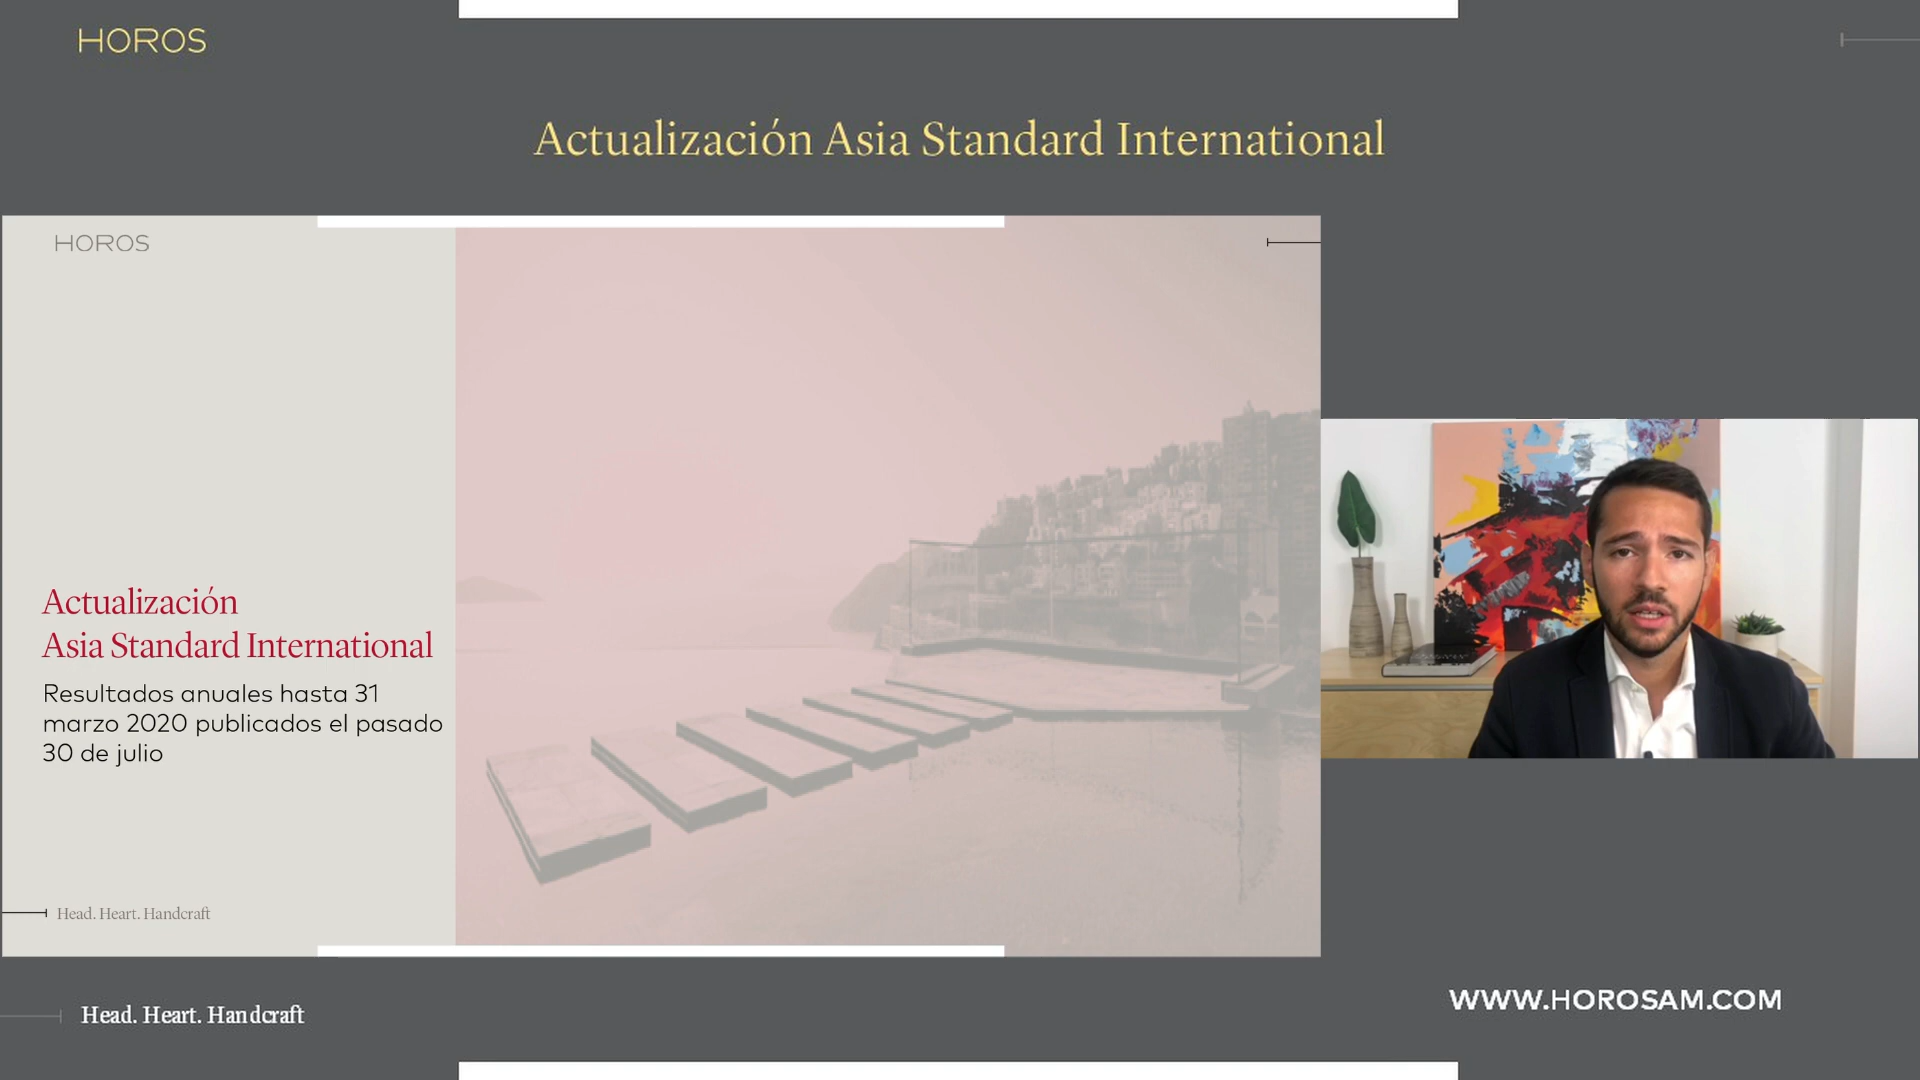 HOROS
Actualización Asia Standard International
HOROS
Actualización
Asia Standard International
Resultados anuales hasta 31
marzo 2020 publicados el pasado
30 de julio
Head. Heart. Handcraft
Head. Heart. Handcraft
WWW.HOROSAM.COM